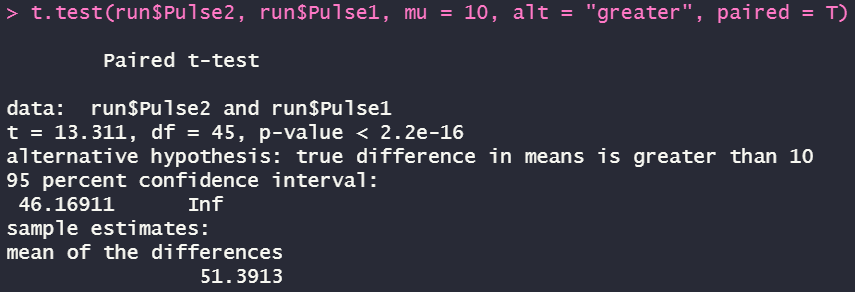 > t.test(run$Pulse2, run$Pulse1, mu = 10, alt = "greater", paired = T)
Paired t-test
data:  run$Pulse2 and run$Pulse1
t = 13.311, df = 45, p-value < 2.2e-16
alternative hypothesis: true difference in means is greater than 10
95 percent confidence interval:
 46.16911      Inf
sample estimates:
mean of the differences
51.3913